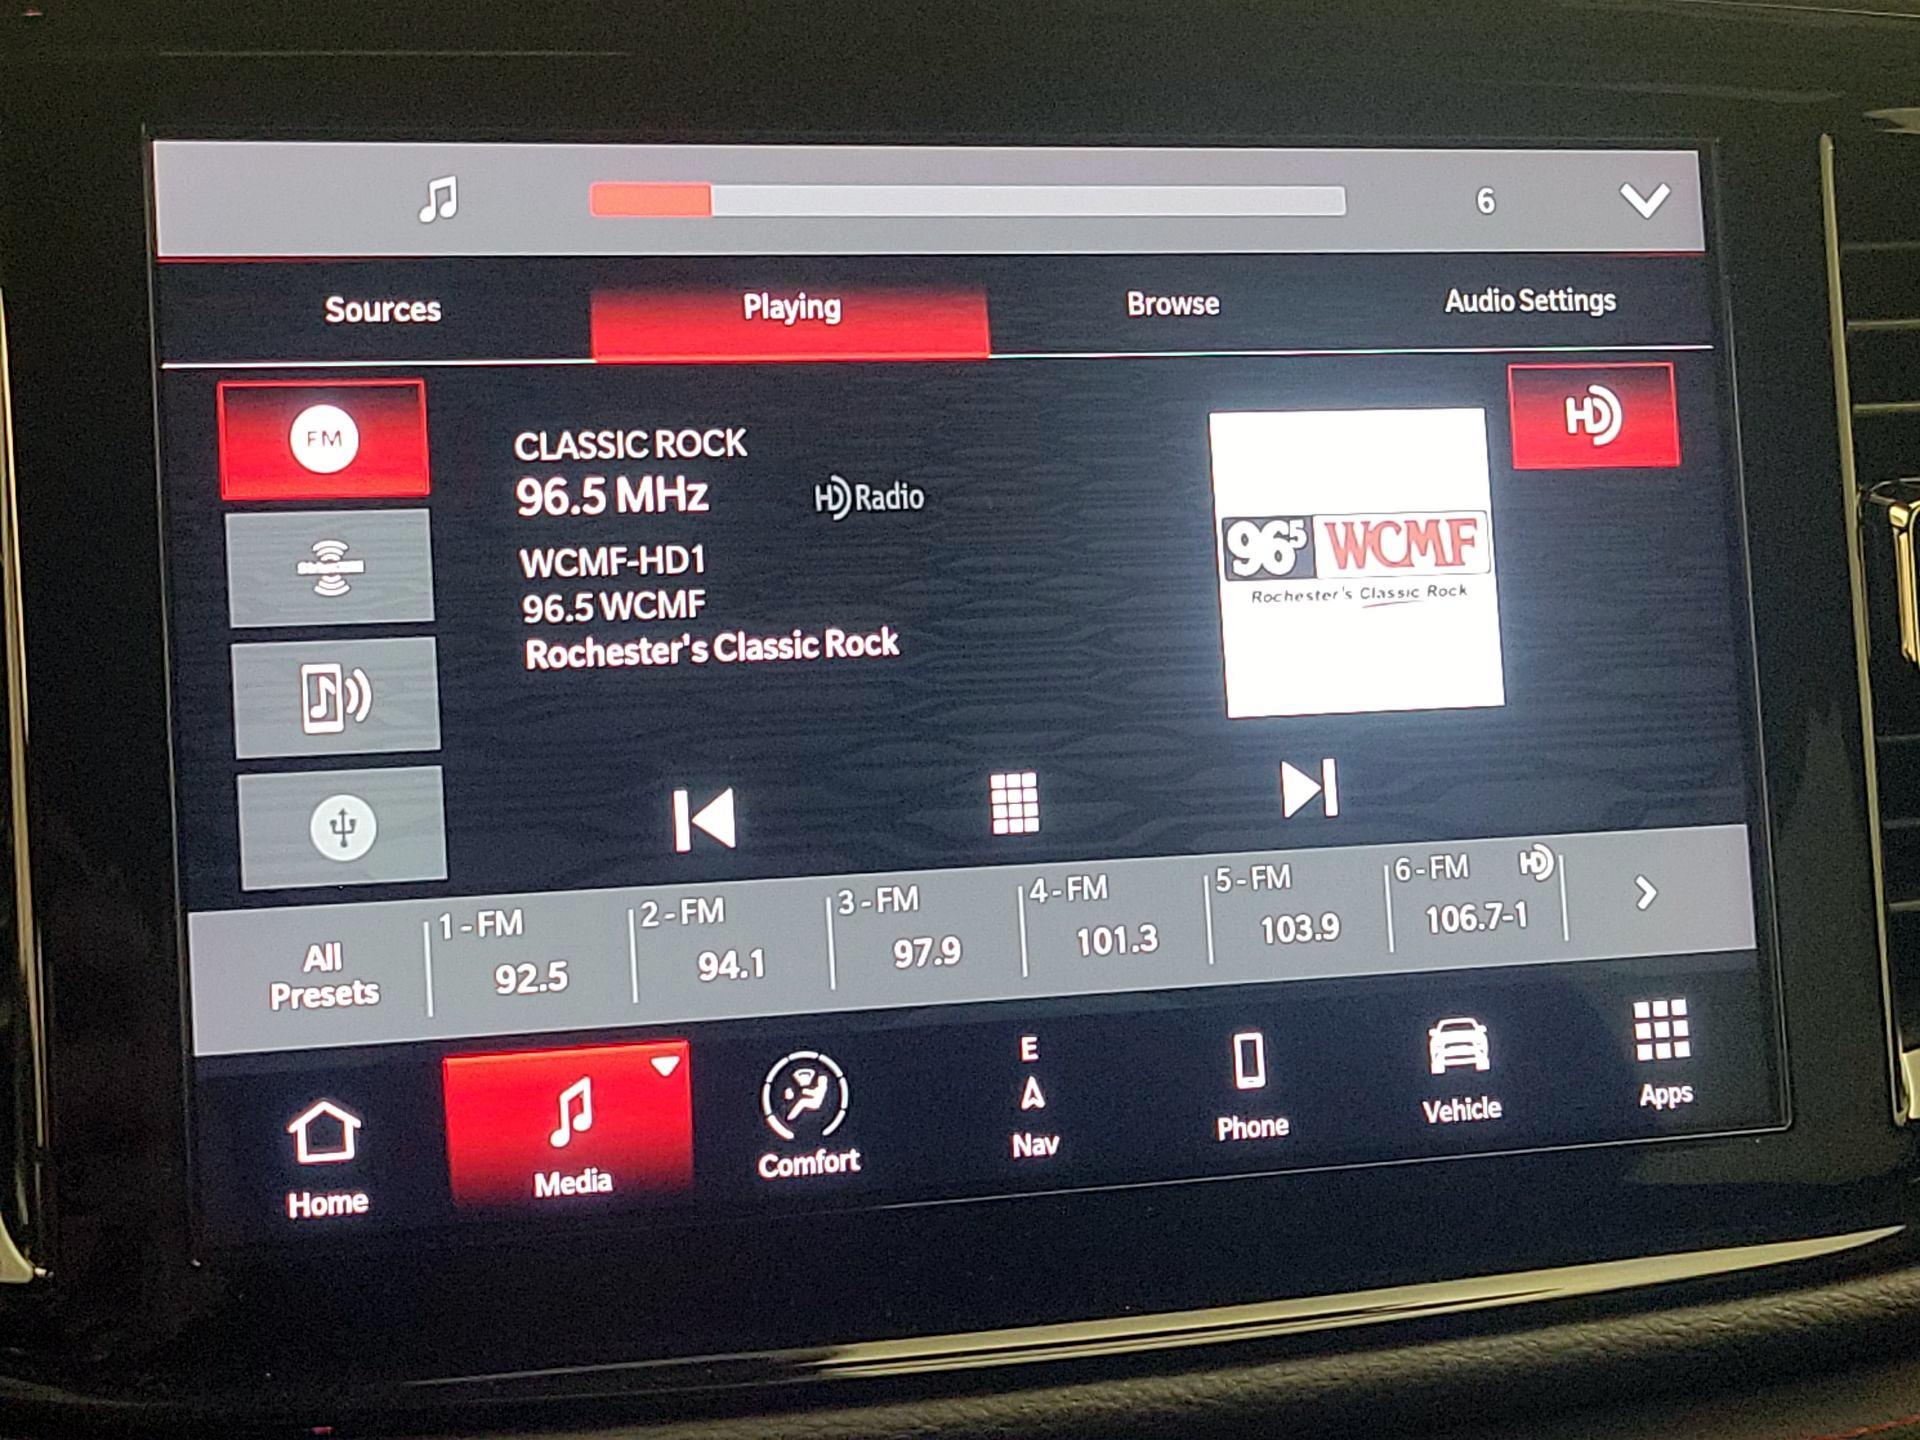 6
Sources Playing Browse Audio Settings
FM
CLASSIC ROCK
96.5 MHz HD Radio
HD
WCMF-HD1
96.5 WCMF
Rochester's Classic Rock
96⁵ WCMF
Rochester's Classic Rock
All Presets
1-FM 92.5
2-FM 94.1
3-FM 97.9
4-FM 101.3
5-FM 103.9
6-FM HD 106.7-1
Home
Media
Comfort
E
Nav
Phone
Vehicle
Apps